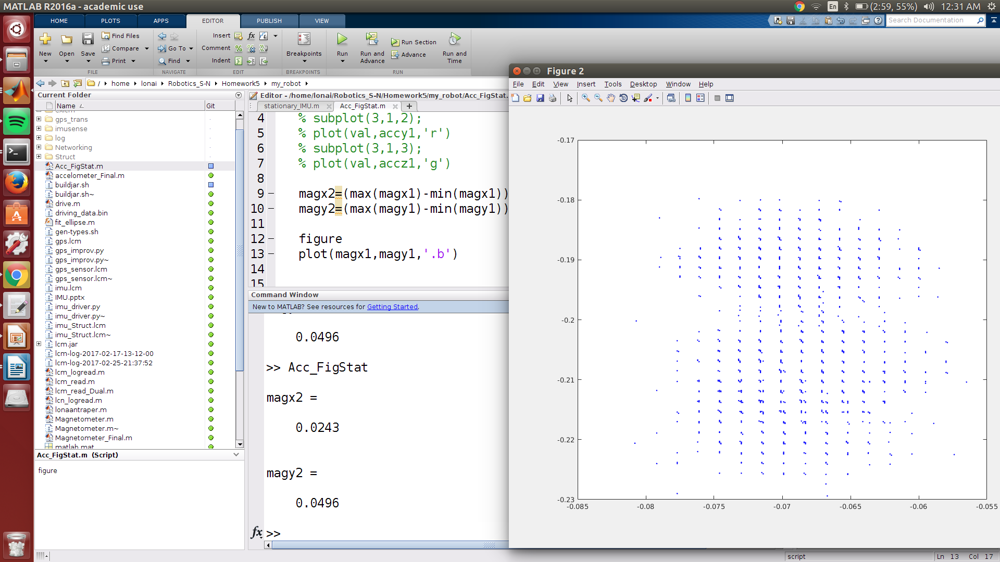 MATLAB R2016a - academic use
En
(2:59, 55%)
12:31 AM
HOME PLOTS APPS EDITOR PUBLISH VIEW
Search Documentation
New
Open
Save
Find Files
Compare
Print
FILE
Go To
Find
NAVIGATE
Insert
Comment
Indent
EDIT
Breakpoints
BREAKPOINTS
Run
Run and Advance
Run Section
Advance
Run and Time
RUN
/ home lonai Robotics_S-N Homework5 my_robot
Current Folder
Name Git
gps_trans
imusense
log
Networking
Struct
Acc_FigStat.m
accelometer_Final.m
buildjar.sh
buildjar.sh~
drive.m
driving_data.bin
fit_ellipse.m
gen-types.sh
gps.lcm
gps_improv.py
gps_improv.py~
gps_sensor.lcm
gps_sensor.lcm~
imu.lcm
IMU.pptx
imu_driver.py
imu_driver.py~
imu_Struct.lcm
imu_Struct.lcm~
lcm.jar
lcm-log-2017-02-17-13-12-00
lcm-log-2017-02-25-21:37:52
lcm_logread.m
lcm_read.m
lcm_read_Dual.m
lcn_logread.m
lonaantraper.m
Magnetometer.m
Magnetometer.m~
Magnetometer_Final.m
matlab.mat
Acc_FigStat.m (Script)
figure
Editor - /home/lonai/Robotics_S-N/Homework5/my_robot/Acc_FigStat.
stationary_IMU.m Acc_FigStat.m
4 % subplot(3,1,2);
5 % plot(val,accy1,'r')
6 % subplot(3,1,3);
7 % plot(val,accz1,'g')
8
9 magx2=(max(magx1)-min(magx1))
10 magy2=(max(magy1)-min(magy1))
11
12 figure
13 plot(magx1,magy1,'.b')
14
15
Command Window
New to MATLAB? See resources for Getting Started.
0.0496
>> Acc_FigStat
magx2 =
0.0243
magy2 =
0.0496
fx >>
Figure 2
File Edit View Insert Tools Desktop Window Help
-0.17
-0.18
-0.19
-0.2
-0.21
-0.22
-0.23
-0.085 -0.08 -0.075 -0.07 -0.065 -0.06 -0.055
script
Ln 13 Col 17